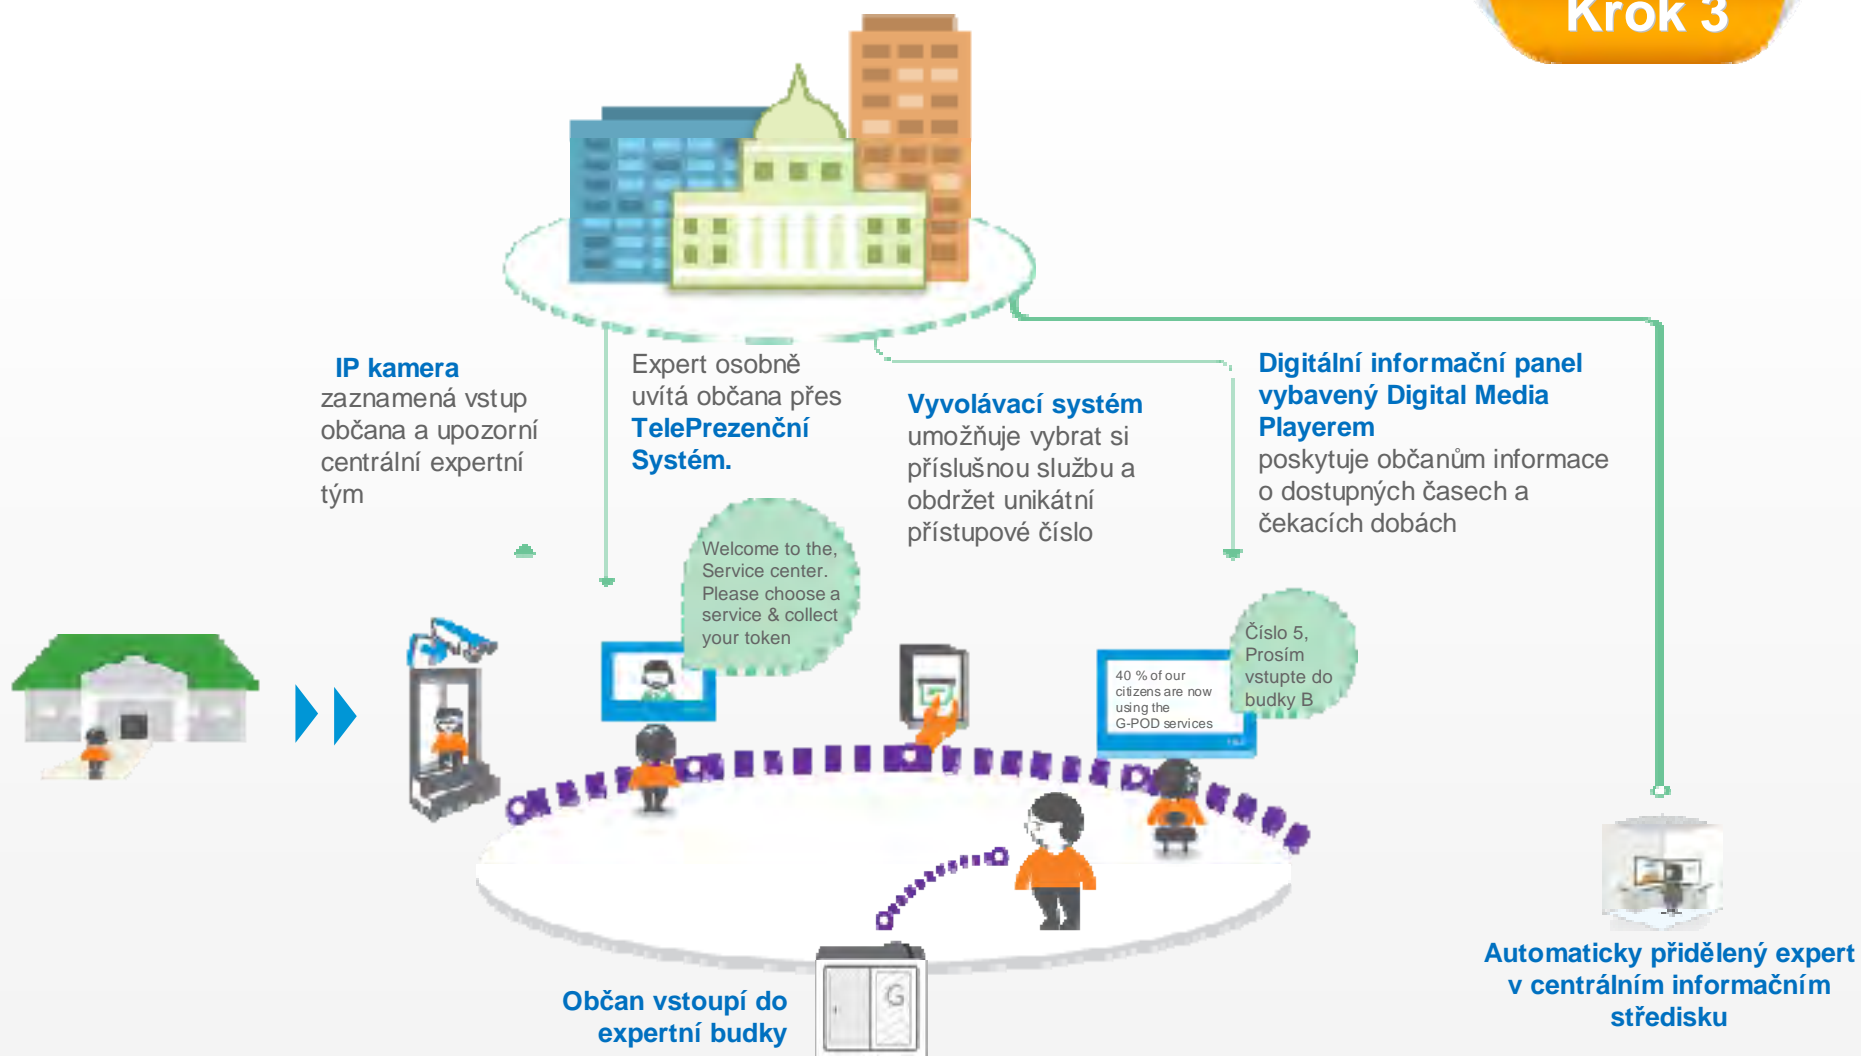 Krok 3
IP kamera
zaznamená vstup
občana a upozorní
centrální expertní
tým
Expert osobně
uvítá občana přes
TelePrezenční
Systém.
Vyvolávací systém
umožňuje vybrat si
příslušnou službu a
obdržet unikátní
přístupové číslo
Digitální informační panel
vybavený Digital Media
Playerem
poskytuje občanům informace
o dostupných časech a
čekacích dobách
Welcome to the,
Service center.
Please choose a
service & collect
your token
40 % of our
citizens are now
using the
G-POD services
Číslo 5,
Prosím
vstupte do
budky B
G
Občan vstoupí do
expertní budky
Automaticky přidělený expert
v centrálním informačním
středisku